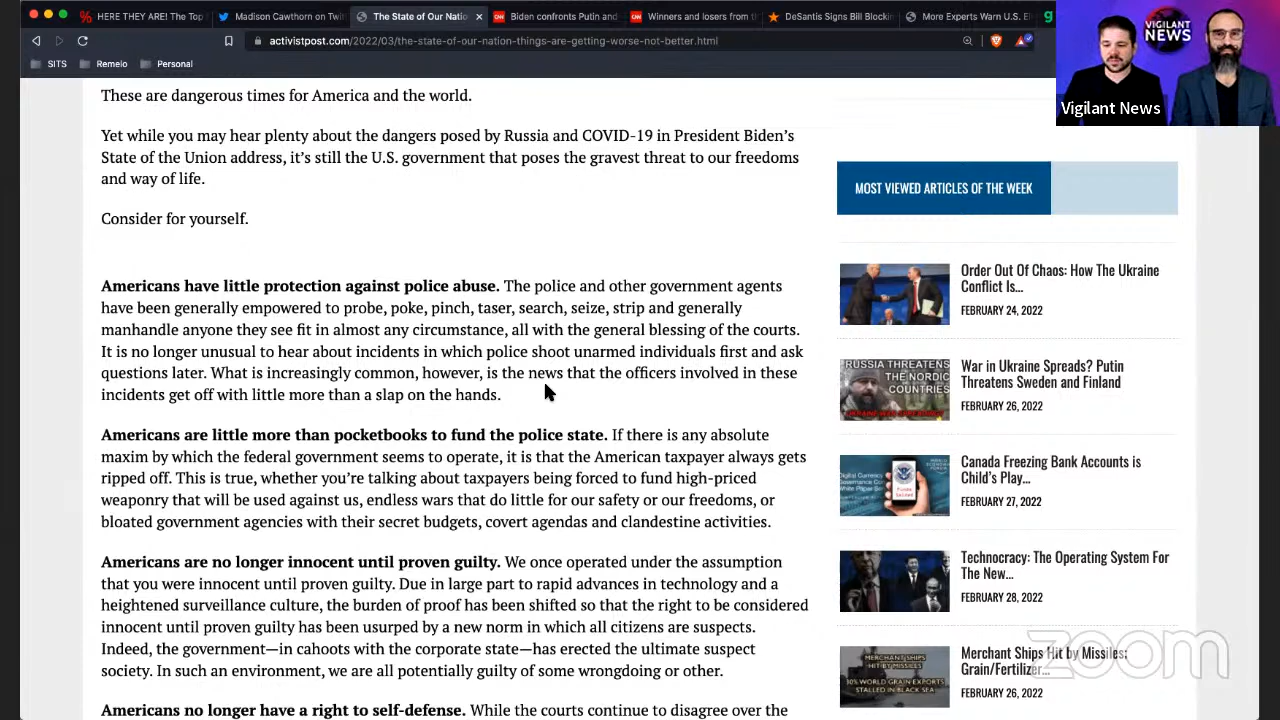 HERE THEY ARE! The Top
Madison Cawthorn on Twit
The State of Our Natio
Biden confronts Putin and
Winners and losers from t
DeSantis Signs Bill Blockin
More Experts Warn U.S. El
activistpost.com/2022/03/the-state-of-our-nation-things-are-getting-worse-not-better.html
SITS
Remeio
Personal
VIGILANT
NEWS
Vigilant News
These are dangerous times for America and the world.
Yet while you may hear plenty about the dangers posed by Russia and COVID-19 in President Biden's
State of the Union address, it's still the U.S. government that poses the gravest threat to our freedoms
and way of life.
Consider for yourself.
Americans have little protection against police abuse. The police and other government agents
have been generally empowered to probe, poke, pinch, taser, search, seize, strip and generally
manhandle anyone they see fit in almost any circumstance, all with the general blessing of the courts.
It is no longer unusual to hear about incidents in which police shoot unarmed individuals first and ask
questions later. What is increasingly common, however, is the news that the officers involved in these
incidents get off with little more than a slap on the hands.
Americans are little more than pocketbooks to fund the police state. If there is any absolute
maxim by which the federal government seems to operate, it is that the American taxpayer always gets
ripped off. This is true, whether you're talking about taxpayers being forced to fund high-priced
weaponry that will be used against us, endless wars that do little for our safety or our freedoms, or
bloated government agencies with their secret budgets, covert agendas and clandestine activities.
Americans are no longer innocent until proven guilty. We once operated under the assumption
that you were innocent until proven guilty. Due in large part to rapid advances in technology and a
heightened surveillance culture, the burden of proof has been shifted so that the right to be considered
innocent until proven guilty has been usurped by a new norm in which all citizens are suspects.
Indeed, the government—in cahoots with the corporate state—has erected the ultimate suspect
society. In such an environment, we are all potentially guilty of some wrongdoing or other.
Americans no longer have a right to self-defense. While the courts continue to disagree over the
MOST VIEWED ARTICLES OF THE WEEK
Order Out Of Chaos: How The Ukraine
Conflict Is...
FEBRUARY 24, 2022
RUSSIA THREATENS
THE NORDIC
COUNTRIES
War in Ukraine Spreads? Putin
Threatens Sweden and Finland
FEBRUARY 26, 2022
Canada Freezing Bank Accounts is
Child's Play...
FEBRUARY 27, 2022
Technocracy: The Operating System For
The New...
FEBRUARY 28, 2022
MERCHANT SHIPS
HIT BY MISSILES
30% WORLD GRAIN EXPORTS
STALLED IN BLACK SEA
Merchant Ships Hit by Missiles;
Grain/Fertilizer...
FEBRUARY 26, 2022
zoom